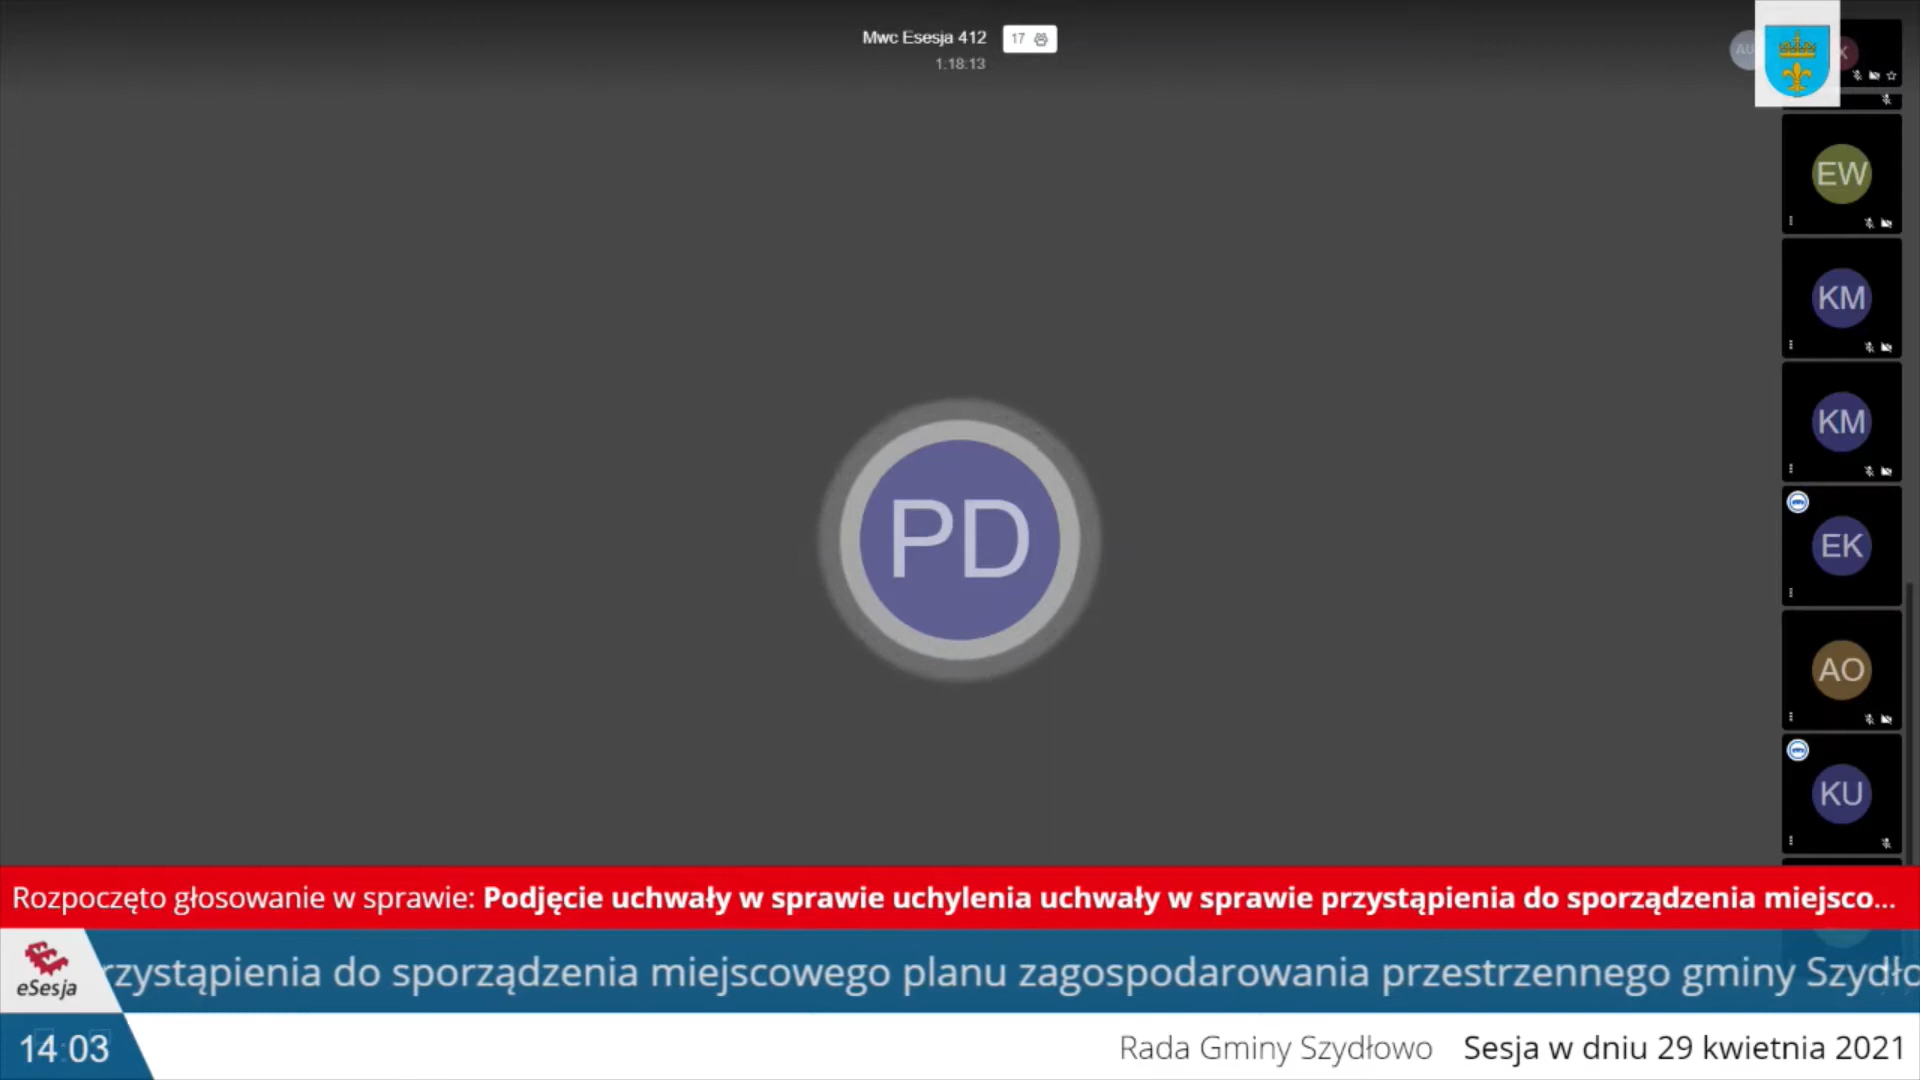 Mwc Esesja 412
17
1:18:13
AU
K
EW
KM
KM
PD
EK
AO
KU
Rozpoczęto głosowanie w sprawie: Podjęcie uchwały w sprawie uchylenia uchwały w sprawie przystąpienia do sporządzenia miejsco...
rzystąpienia do sporządzenia miejscowego planu zagospodarowania przestrzennego gminy Szydło
eSesja
14:03
Rada Gminy Szydłowo Sesja w dniu 29 kwietnia 2021